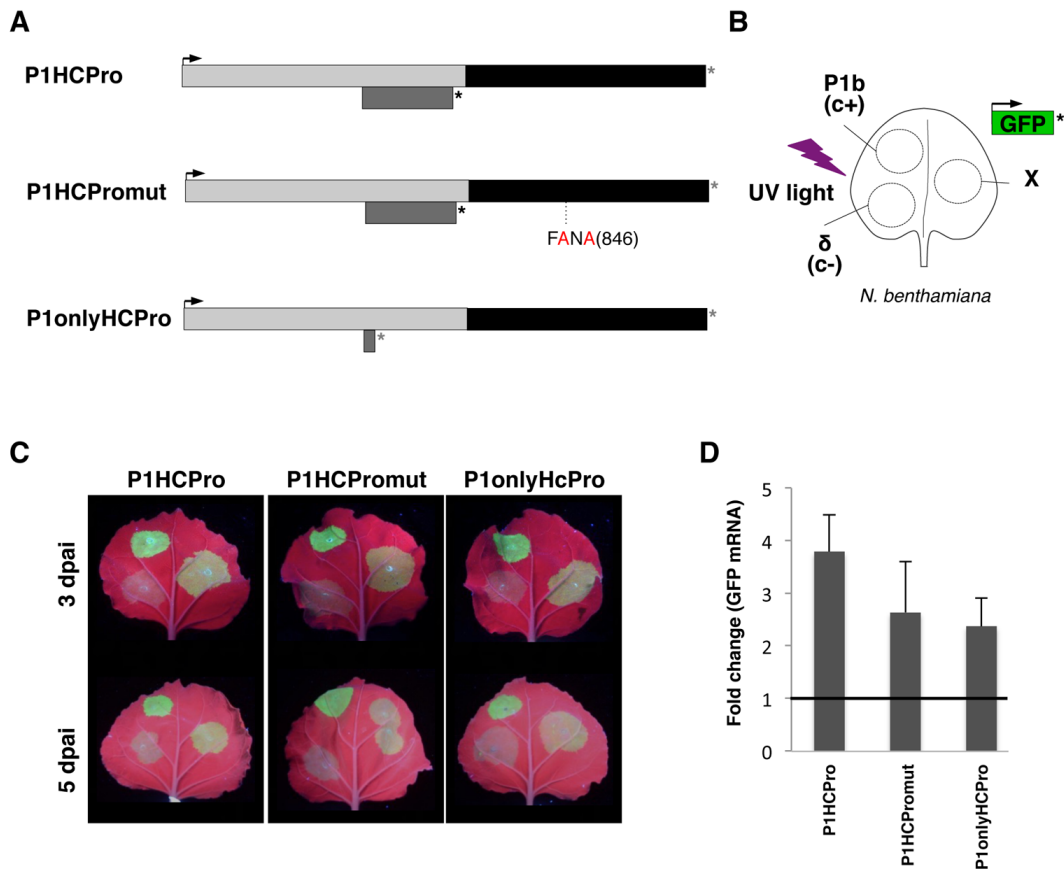 A
P1HCPro
*
*
P1HCPromut
*
*
FANA(846)
P1onlyHCPro
*
*
B
P1b
(c+)
GFP
*
UV light
X
δ
(c-)
N. benthamiana
C
P1HCPro
P1HCPromut
P1onlyHcPro
3 dpai
5 dpai
D
Fold change (GFP mRNA)
5
4
3
2
1
0
P1HCPro
P1HCPromut
P1onlyHCPro